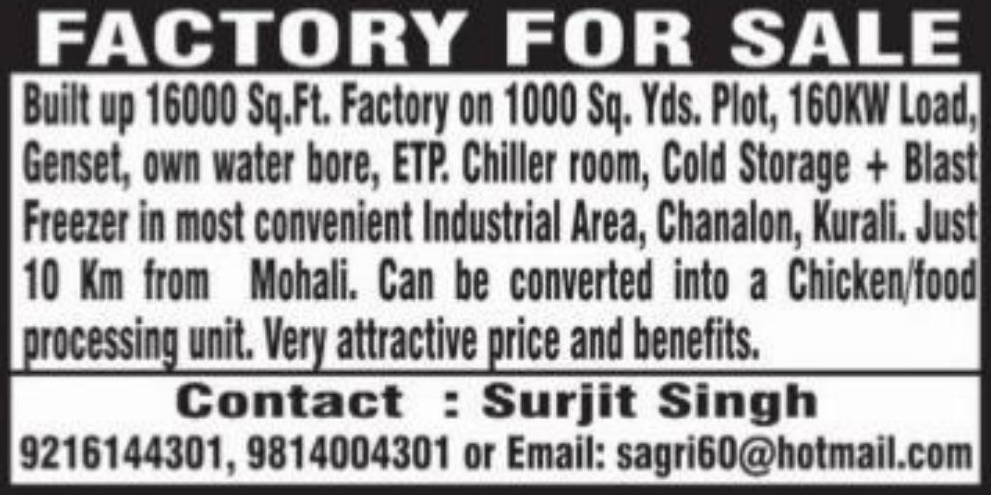 FACTORY FOR SALE
Built up 16000 Sq.Ft. Factory on 1000 Sq. Yds. Plot, 160KW Load,
Genset, own water bore, ETP. Chiller room, Cold Storage + Blast
Freezer in most convenient Industrial Area, Chanalon, Kurali. Just
10 Km from Mohali. Can be converted into a Chicken/food
processing unit. Very attractive price and benefits.
Contact : Surjit Singh
9216144301, 9814004301 or Email: sagri60@hotmail.com